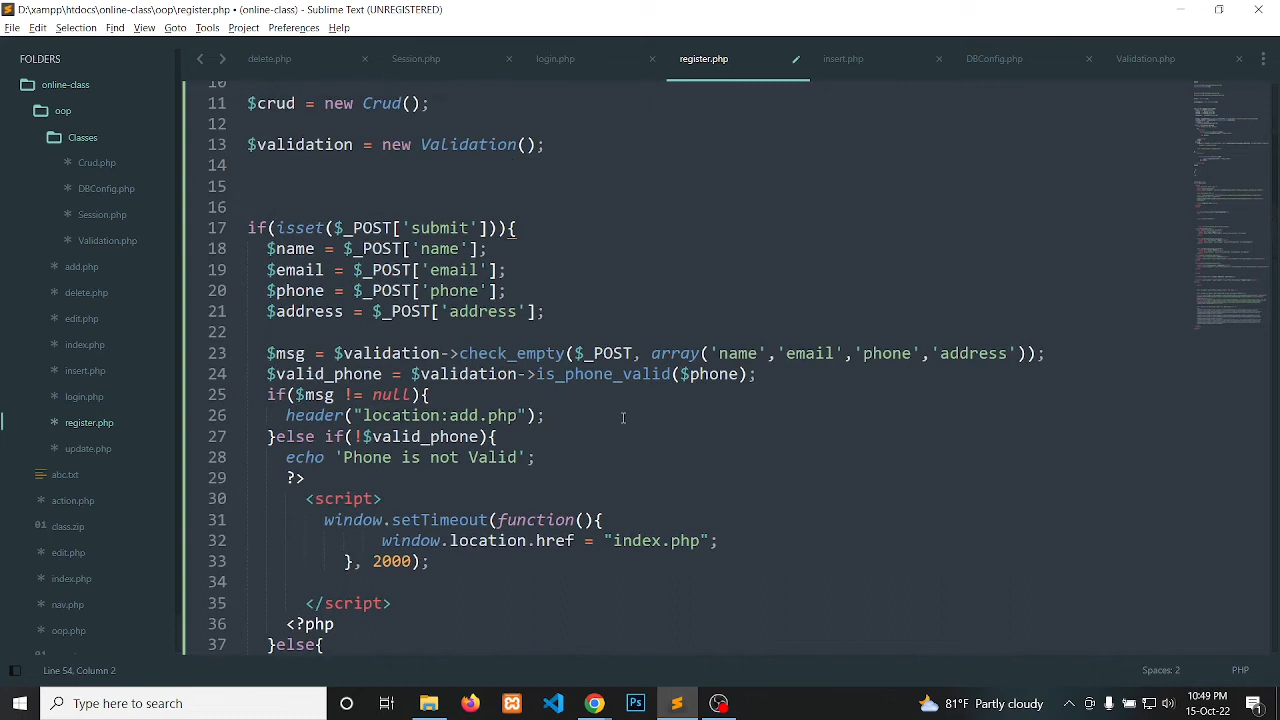 D:\xampp\htdocs\online-class\oop\register.php • (online-class) - Sublime Text (UNREGISTERED)
File Edit Selection Find View Goto Tools Project Preferences Help
FOLDERS
delete.php Session.php login.php register.php insert.php DBConfig.php Validation.php
online-class
oop
Classes
Crud.php
DBConfig.php
Session.php
Validation.php
add.php
delete.php
edit.php
index.php
insert.php
login.php
register.php
update.php
abc.txt
action.php
class.zip
edit.php
index.php
nav.php
oop.php
10
11 $crud = new Crud();
12
13 $validation = new Validation();
14
15
16
17 if(isset($_POST['submit'])){
18 $name = $_POST['name'];
19 $email = $_POST['email'];
20 $phone = $_POST['phone'];
21 $address = $_POST['address'];
22
23 $msg = $validation->check_empty($_POST, array('name','email','phone','address'));
24 $valid_phone = $validation->is_phone_valid($phone);
25 if($msg != null){
26 header("location:add.php");
27 }else if(!$valid_phone){
28 echo 'Phone is not Valid';
29 ?>
30 <script>
31 window.setTimeout(function(){
32 window.location.href = "index.php";
33 }, 2000);
34
35 </script>
36 <?php
37 }else{
Line 54, Column 2 Spaces: 2 PHP
Type here to search
81°F Partly cloudy
10:49 PM
15-Oct-22